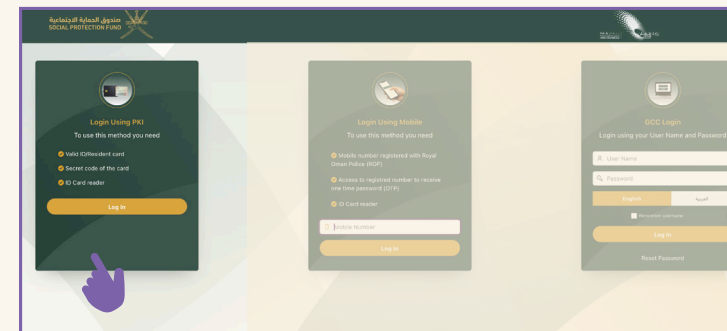 صندوق الحماية الاجتماعية
SOCIAL PROTECTION FUND
Login Using PKI
To use this method you need
Valid ID/Resident card
Secret code of the card
ID Card reader
Log In
Login Using Mobile
To use this method you need
Mobile number registered with Royal
Oman Police (ROP)
Access to registred number to receive
one time password (OTP)
ID Card reader
Mobile Number
Log In
GCC Login
Login using your User Name and Password
User Name
Password
English
العربية
Remember username
Log In
Reset Password